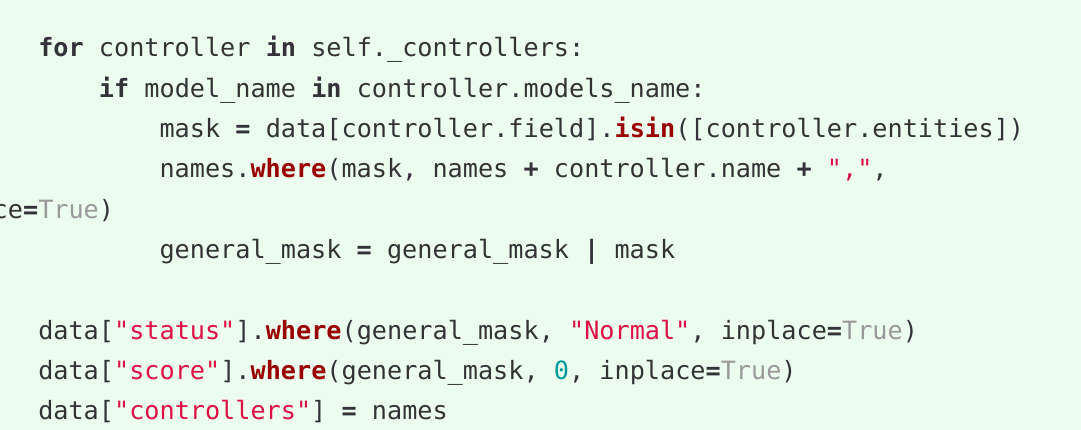 for controller in self._controllers:
    if model_name in controller.models_name:
        mask = data[controller.field].isin([controller.entities])
        names.where(mask, names + controller.name + ",",
ce=True)
        general_mask = general_mask | mask

data["status"].where(general_mask, "Normal", inplace=True)
data["score"].where(general_mask, 0, inplace=True)
data["controllers"] = names